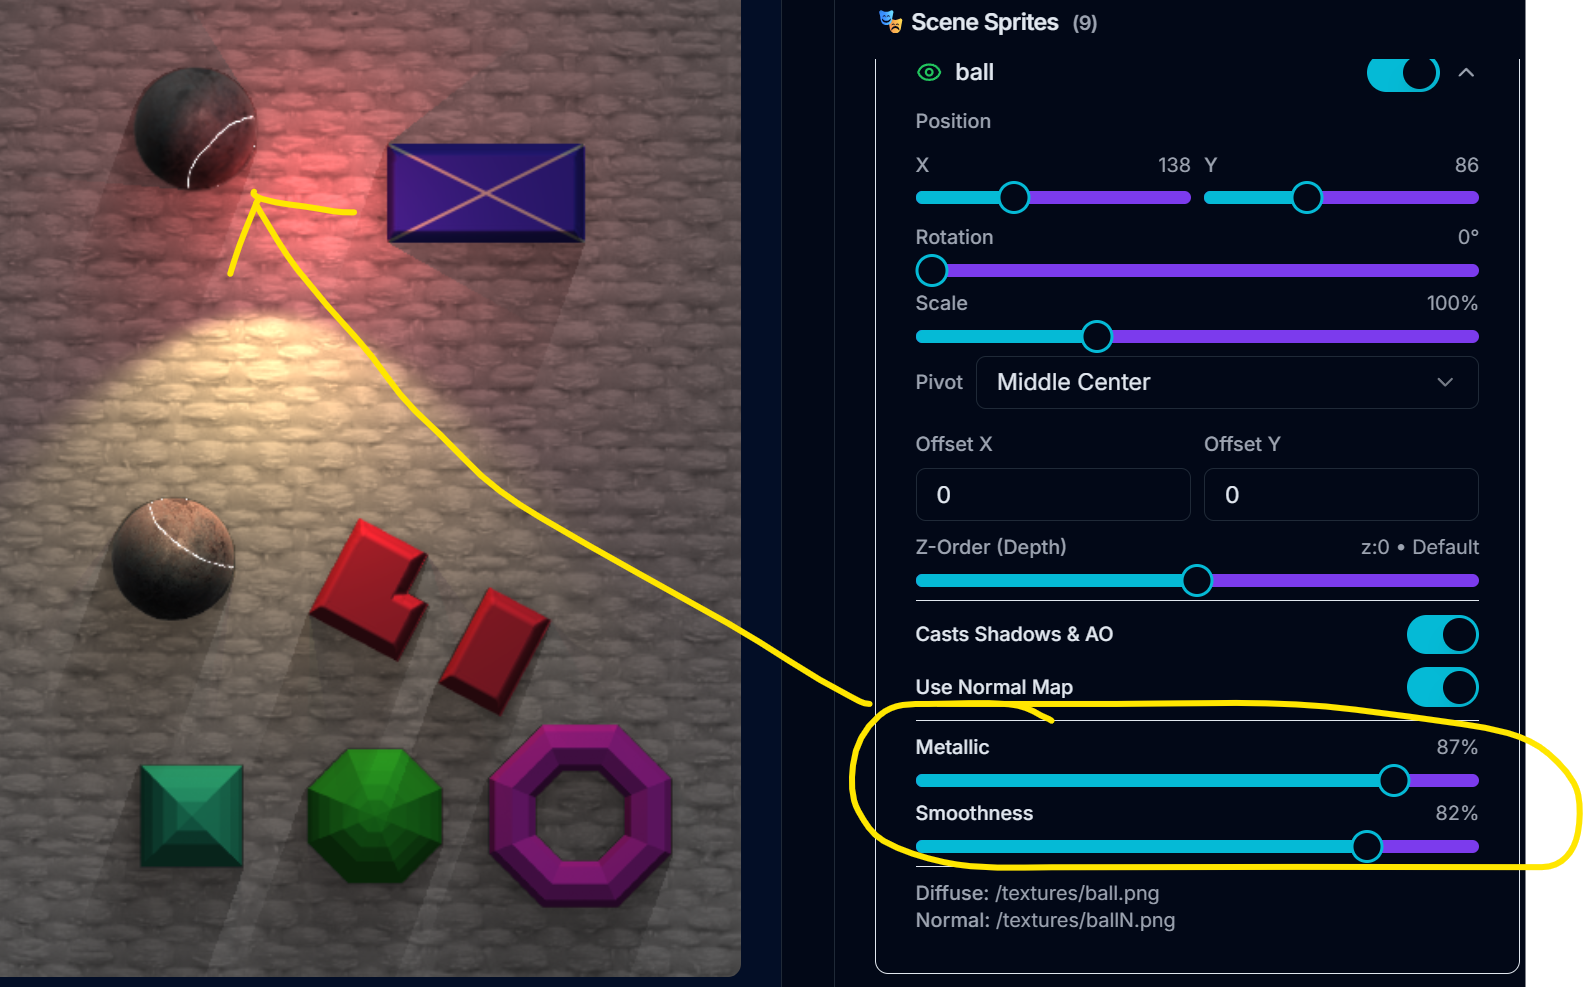 Scene Sprites (9)
ball
Position
X 138 Y 86
Rotation 0°
Scale 100%
Pivot Middle Center
Offset X Offset Y
0 0
Z-Order (Depth) z:0 • Default
Casts Shadows & AO
Use Normal Map
Metallic 87%
Smoothness 82%
Diffuse: /textures/ball.png
Normal: /textures/ballN.png